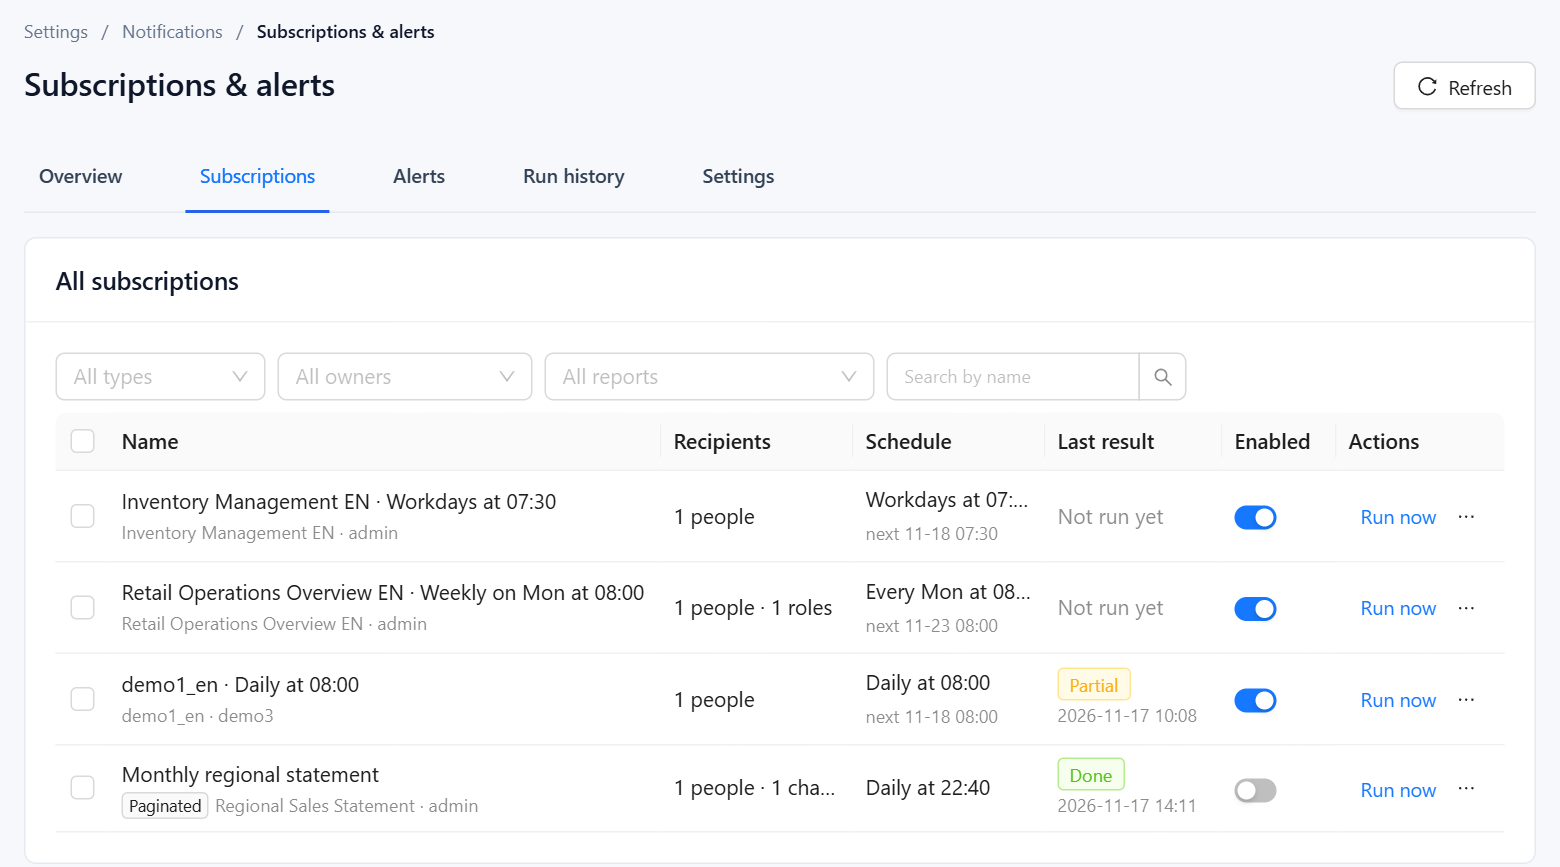 Settings / Notifications / Subscriptions & alerts
Subscriptions & alerts
Refresh
Overview Subscriptions Alerts Run history Settings
All subscriptions
All types All owners All reports Search by name
Name Recipients Schedule Last result Enabled Actions
Inventory Management EN · Workdays at 07:30
Inventory Management EN · admin
1 people
Workdays at 07:...
next 11-18 07:30
Not run yet
Run now ...
Retail Operations Overview EN · Weekly on Mon at 08:00
Retail Operations Overview EN · admin
1 people · 1 roles
Every Mon at 08...
next 11-23 08:00
Not run yet
Run now ...
demo1_en · Daily at 08:00
demo1_en · demo3
1 people
Daily at 08:00
next 11-18 08:00
Partial
2026-11-17 10:08
Run now ...
Monthly regional statement
Paginated Regional Sales Statement · admin
1 people · 1 cha...
Daily at 22:40
Done
2026-11-17 14:11
Run now ...